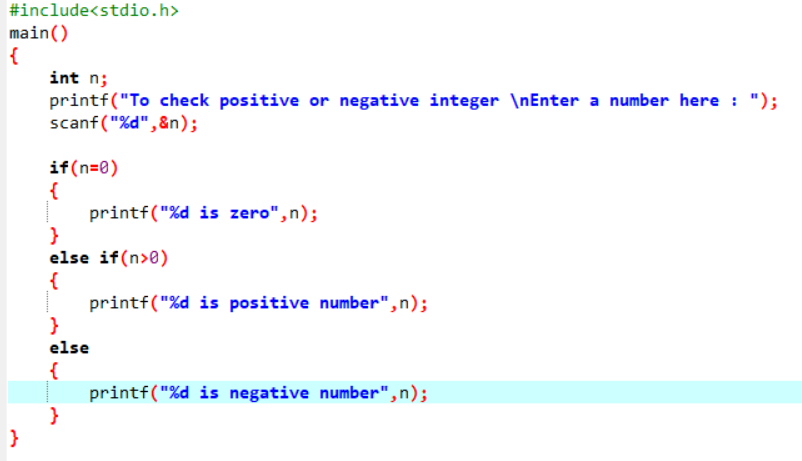 #include<stdio.h>
main()
{
    int n;
    printf("To check positive or negative integer \nEnter a number here : ");
    scanf("%d",&n);

    if(n=0)
    {
        printf("%d is zero",n);
    }
    else if(n>0)
    {
        printf("%d is positive number",n);
    }
    else
    {
        printf("%d is negative number",n);
    }
}